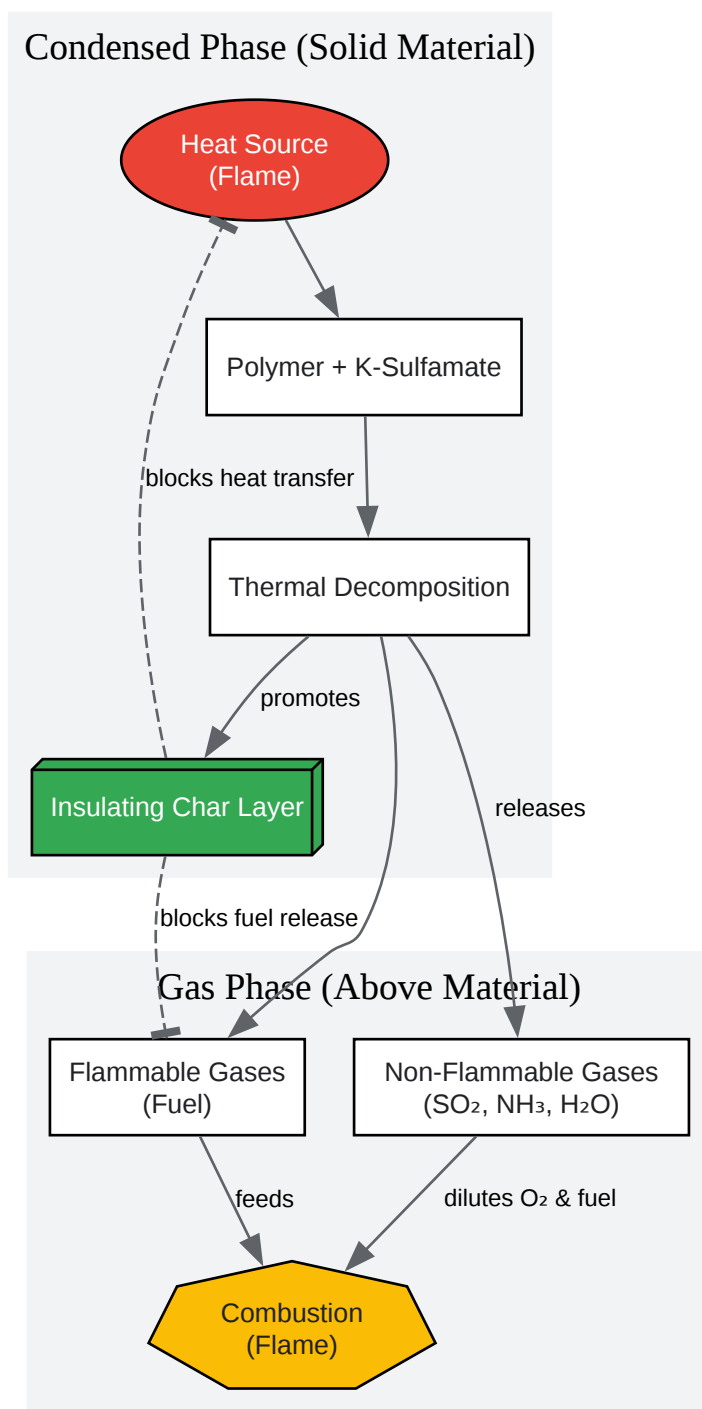 Condensed Phase (Solid Material)
Heat Source
(Flame)
Polymer + K-Sulfamate
blocks heat transfer
Thermal Decomposition
promotes
Insulating Char Layer
releases
blocks fuel release
Gas Phase (Above Material)
Flammable Gases
(Fuel)
Non-Flammable Gases
(SO₂, NH₃, H₂O)
feeds
dilutes O₂ & fuel
Combustion
(Flame)